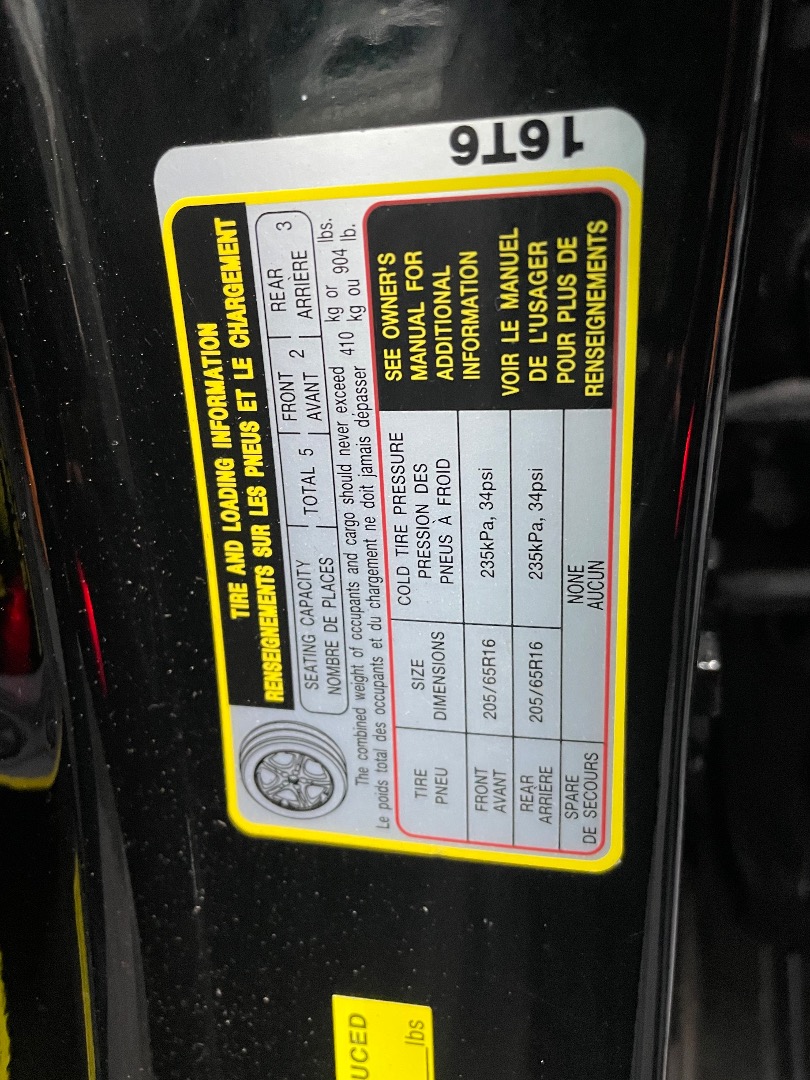 TIRE AND LOADING INFORMATION
RENSEIGNEMENTS SUR LES PNEUS ET LE CHARGEMENT
SEATING CAPACITY TOTAL 5 FRONT 2 REAR 3
NOMBRE DE PLACES AVANT ARRIÈRE
The combined weight of occupants and cargo should never exceed 410 kg or 904 lbs.
Le poids total des occupants et du chargement ne doit jamais dépasser 410 kg ou 904 lb.
TIRE SIZE COLD TIRE PRESSURE
PNEU DIMENSIONS PRESSION DES
PNEUS À FROID
FRONT 205/65R16 235kPa, 34psi
AVANT
REAR 205/65R16 235kPa, 34psi
ARRIÈRE
SPARE NONE
DE SECOURS AUCUN
SEE OWNER'S
MANUAL FOR
ADDITIONAL
INFORMATION
VOIR LE MANUEL
DE L'USAGER
POUR PLUS DE
RENSEIGNEMENTS
16T6
UCED
lbs